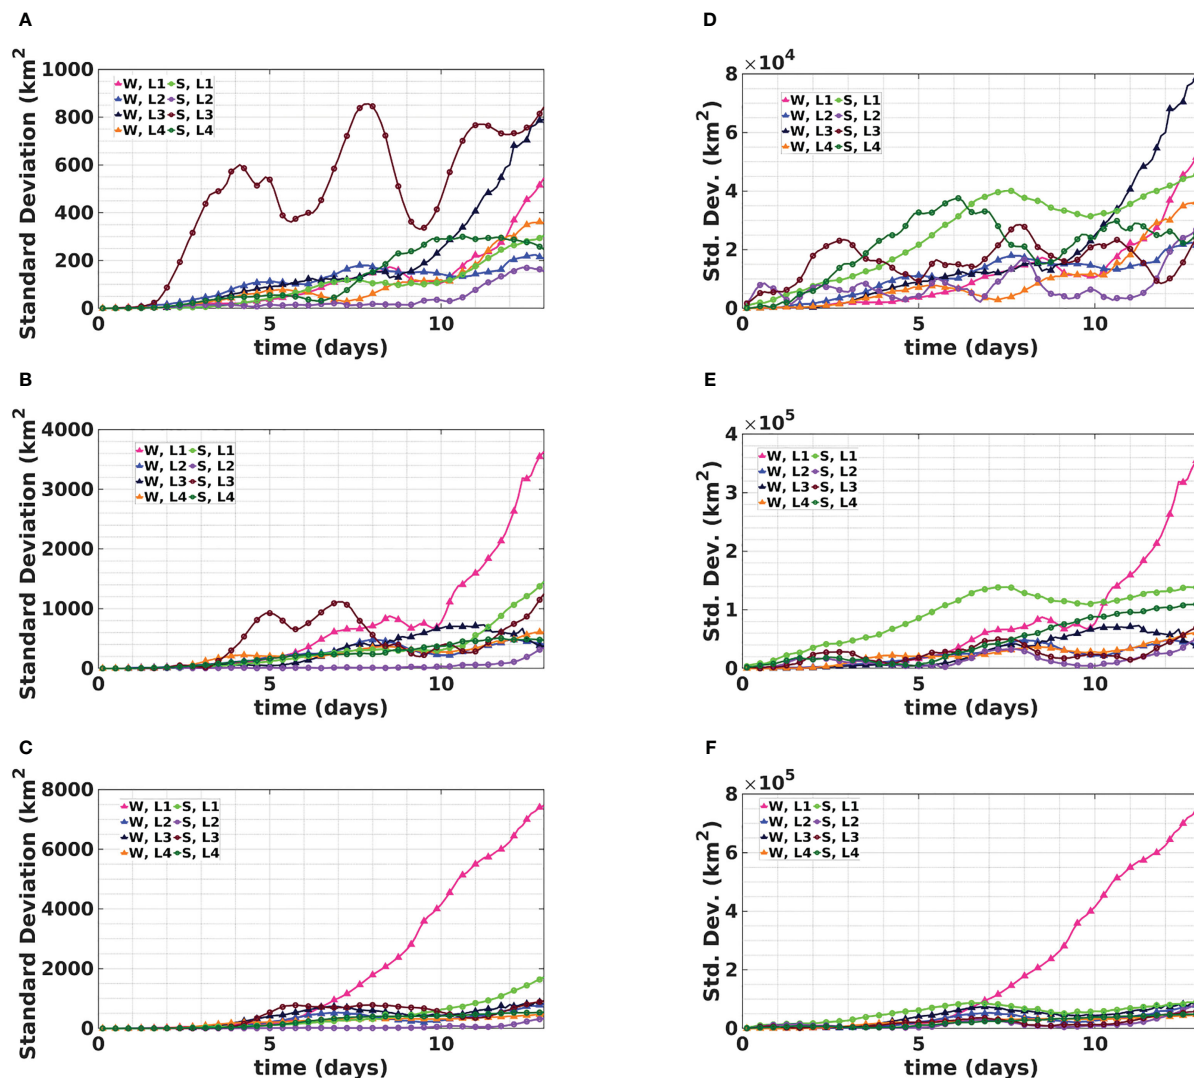 A
Standard Deviation (km2)
1000
800
600
400
200
0
W, L1 S, L1
W, L2 S, L2
W, L3 S, L3
W, L4 S, L4
0 5 10
time (days)
B
Standard Deviation (km2)
4000
3000
2000
1000
0
W, L1 S, L1
W, L2 S, L2
W, L3 S, L3
W, L4 S, L4
0 5 10
time (days)
C
Standard Deviation (km2)
8000
6000
4000
2000
0
W, L1 S, L1
W, L2 S, L2
W, L3 S, L3
W, L4 S, L4
0 5 10
time (days)
D
×104
Std. Dev. (km2)
8
6
4
2
0
W, L1 S, L1
W, L2 S, L2
W, L3 S, L3
W, L4 S, L4
0 5 10
time (days)
E
×105
Std. Dev. (km2)
4
3
2
1
0
W, L1 S, L1
W, L2 S, L2
W, L3 S, L3
W, L4 S, L4
0 5 10
time (days)
F
×105
Std. Dev. (km2)
8
6
4
2
0
W, L1 S, L1
W, L2 S, L2
W, L3 S, L3
W, L4 S, L4
0 5 10
time (days)